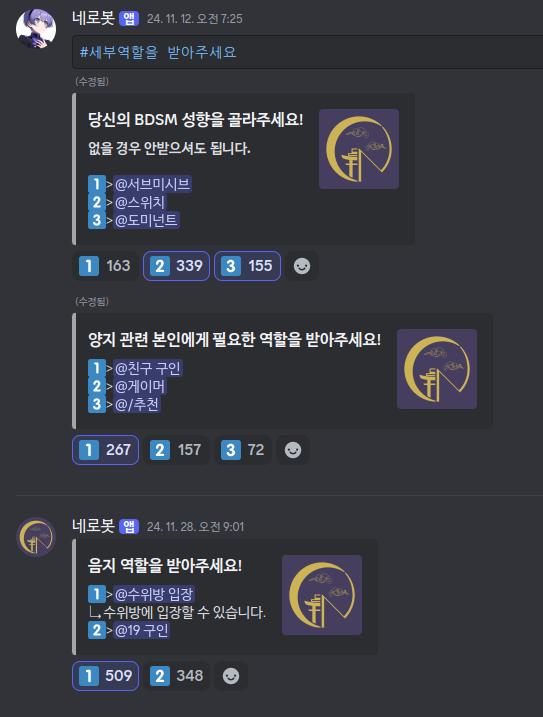 네로봇 앱 24. 11. 12. 오전 7:25
#세부역할을 받아주세요
(수정됨)
당신의 BDSM 성향을 골라주세요!
없을 경우 안받으셔도 됩니다.
1 > @서브미시브
2 > @스위치
3 > @도미넌트
1 163 2 339 3 155
(수정됨)
양지 관련 본인에게 필요한 역할을 받아주세요!
1 > @친구 구인
2 > @게이머
3 > @/추천
1 267 2 157 3 72
네로봇 앱 24. 11. 28. 오전 9:01
음지 역할을 받아주세요!
1 > @수위방 입장
ㄴ수위방에 입장할 수 있습니다.
2 > @19 구인
1 509 2 348